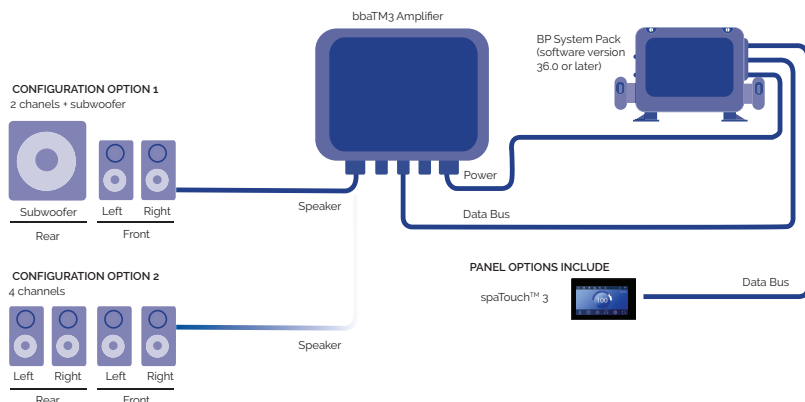 bbaTM3 Amplifier
BP System Pack
(software version
36.0 or later)
CONFIGURATION OPTION 1
2 chanels + subwoofer
Power
Speaker
Subwoofer Left Right
Rear Front
Data Bus
CONFIGURATION OPTION 2
4 channels
PANEL OPTIONS INCLUDE
spaTouch™ 3
100
Data Bus
Speaker
Left Right Left Right
Rear Front